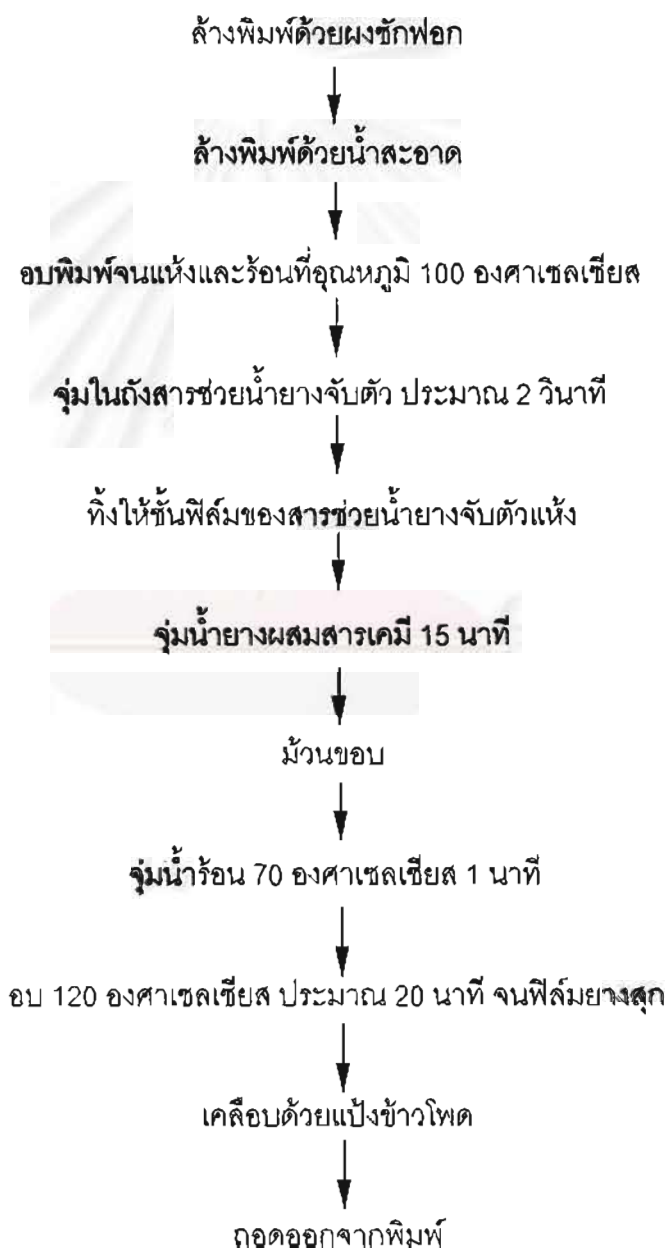 ล้างพิมพ์ด้วยผงซักฟอก
ล้างพิมพ์ด้วยน้ำสะอาด
อบพิมพ์จนแห้งและร้อนที่อุณหภูมิ 100 องศาเซลเซียส
จุ่มในถังสารช่วยน้ำยางจับตัว ประมาณ 2 วินาที
ทิ้งให้ชั้นฟิล์มของสารช่วยน้ำยางจับตัวแห้ง
จุ่มน้ำยางผสมสารเคมี 15 นาที
ม้วนขอบ
จุ่มน้ำร้อน 70 องศาเซลเซียส 1 นาที
อบ 120 องศาเซลเซียส ประมาณ 20 นาที จนฟิล์มยางสุก
เคลือบด้วยแป้งข้าวโพด
ถอดออกจากพิมพ์